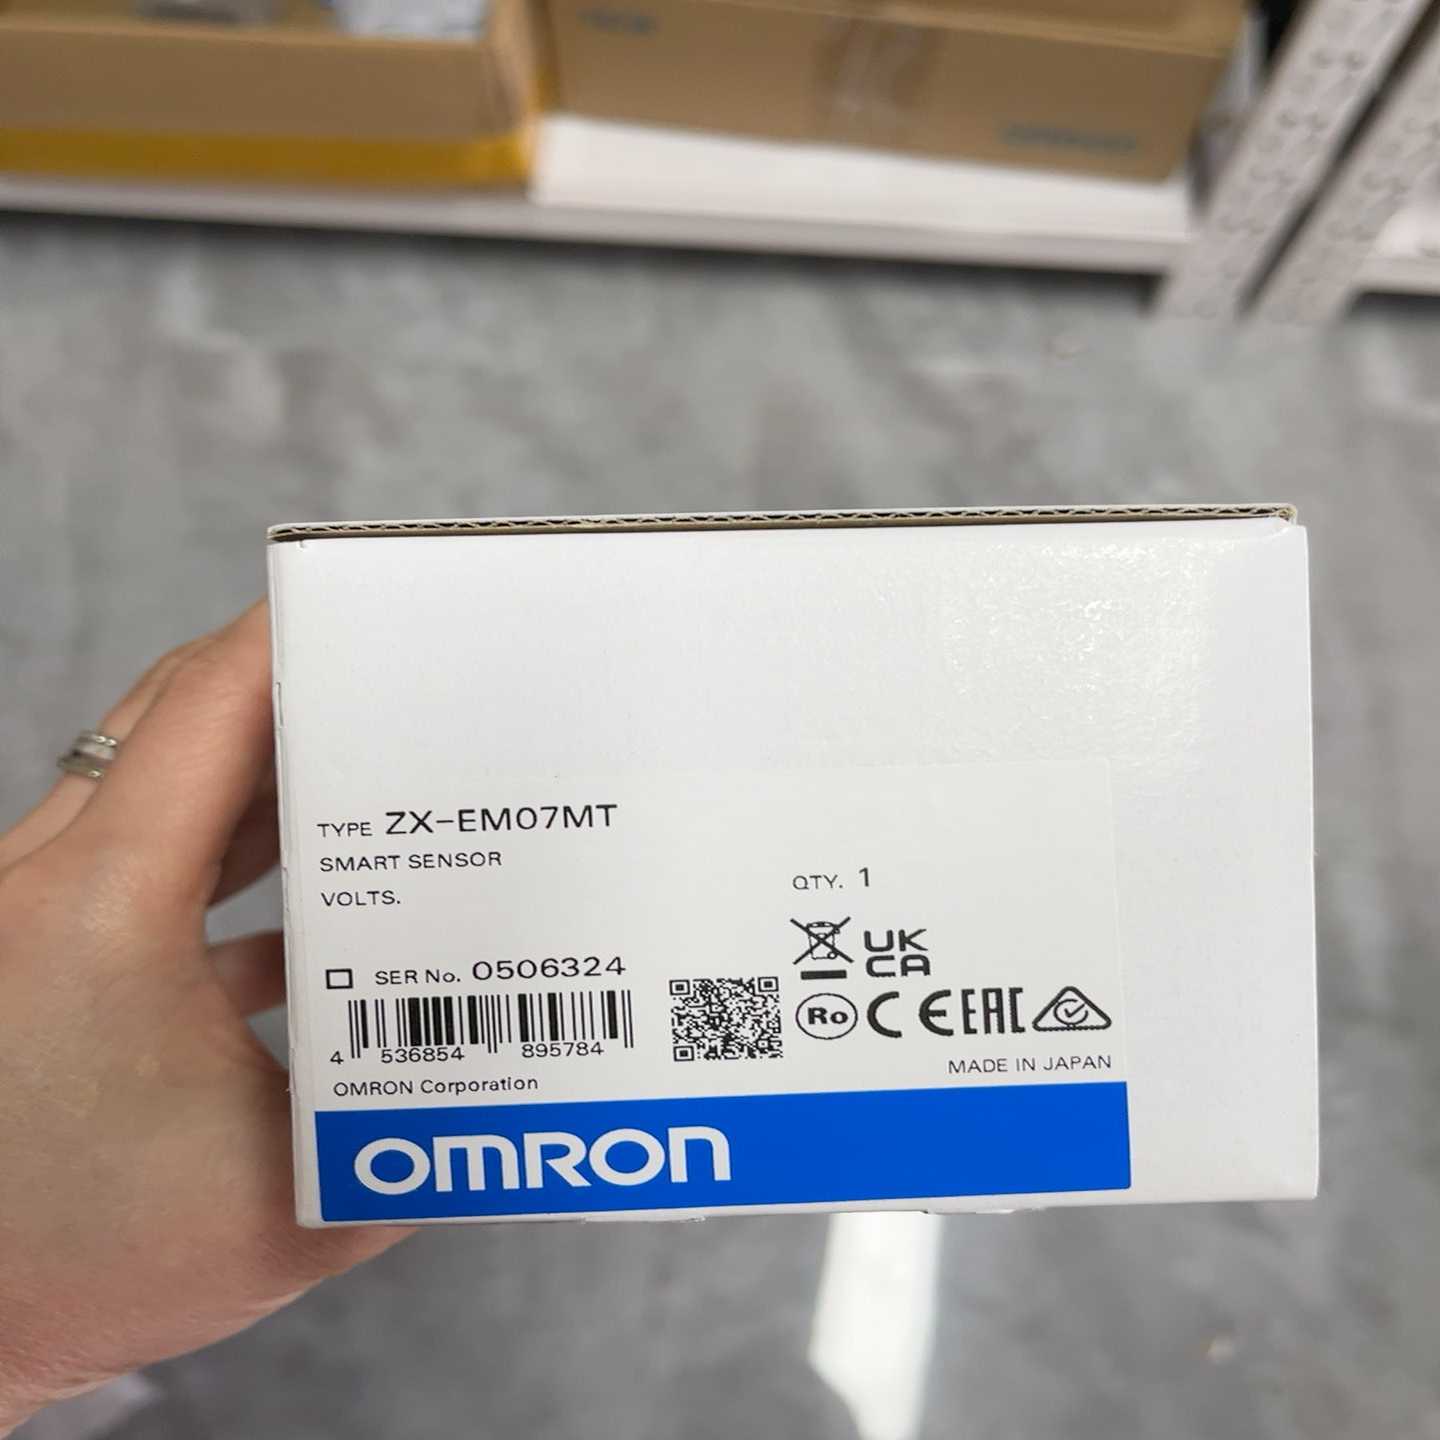 OMRON
TYPE ZX-EM07MT
SMART SENSOR
VOLTS.
QTY. 1
SER No. 0506324
UK
CA
4 536854 895784
Ro CE EAC
OMRON Corporation
MADE IN JAPAN
OMRON